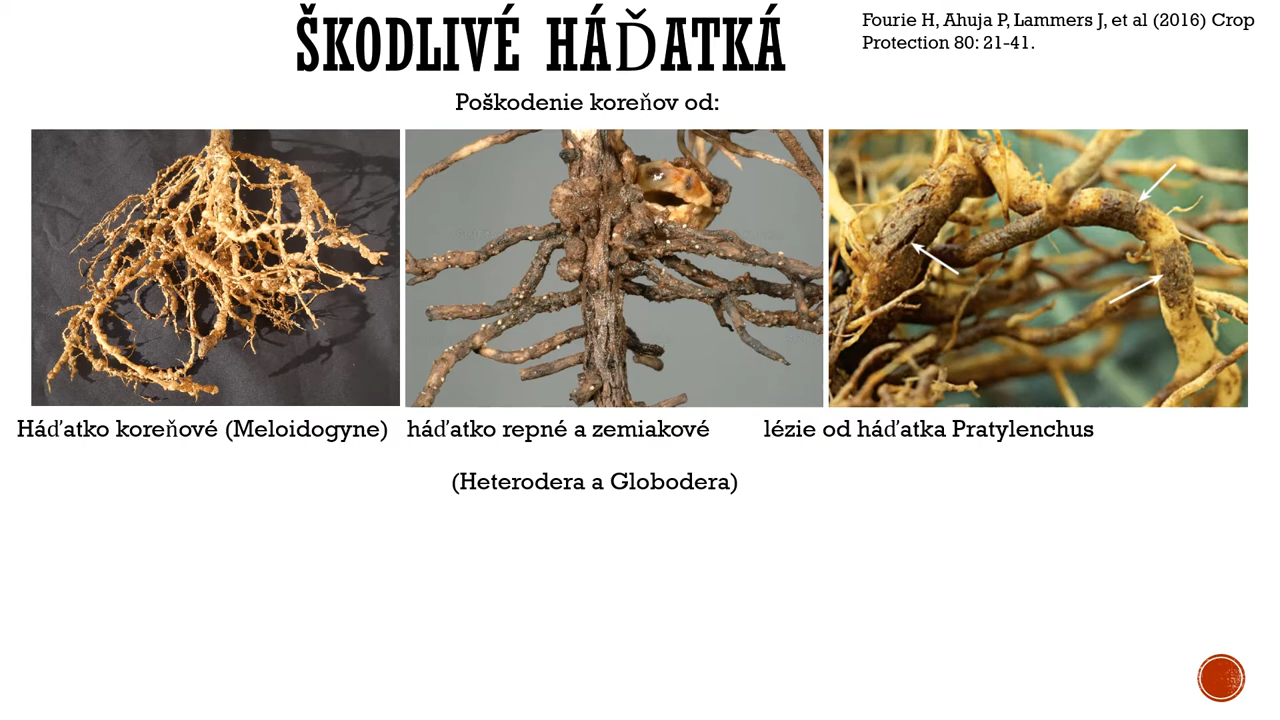 ŠKODLIVÉ HÁĎATKÁ
Fourie H, Ahuja P, Lammers J, et al (2016) Crop
Protection 80: 21-41.
Poškodenie koreňov od:
Háďatko koreňové (Meloidogyne) háďatko repné a zemiakové lézie od háďatka Pratylenchus
(Heterodera a Globodera)